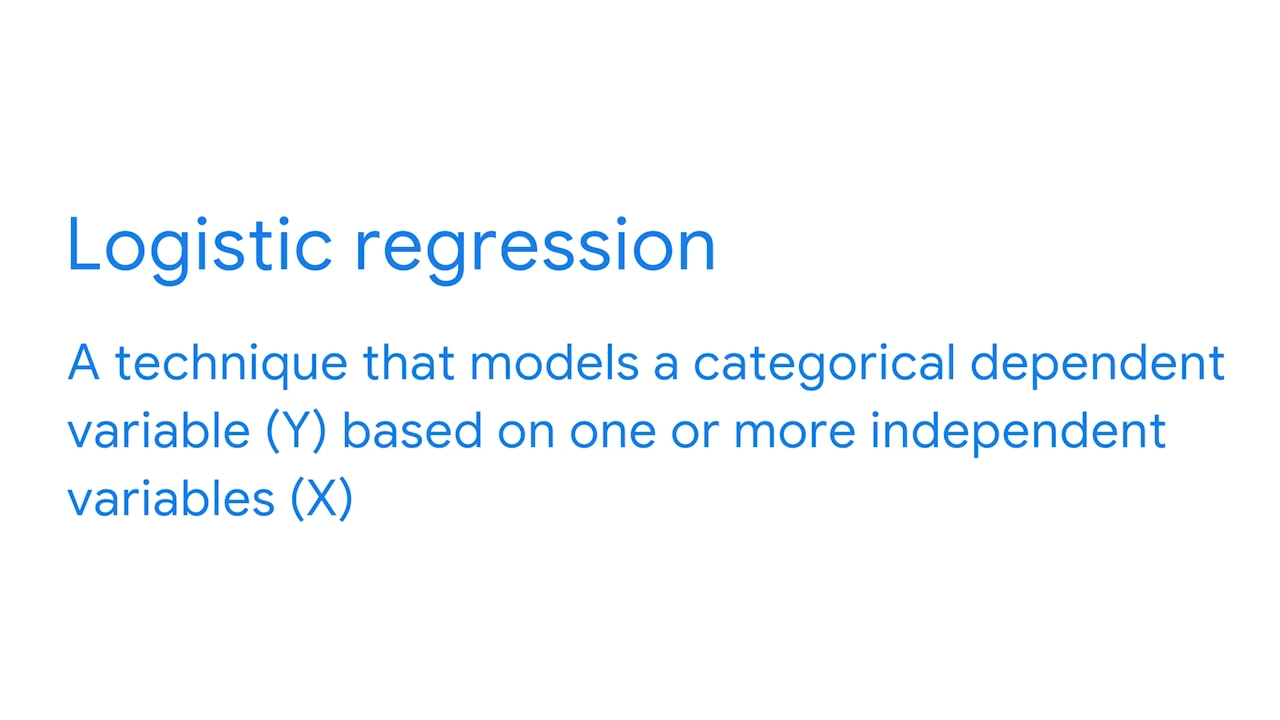 Logistic regression
A technique that models a categorical dependent
variable (Y) based on one or more independent
variables (X)